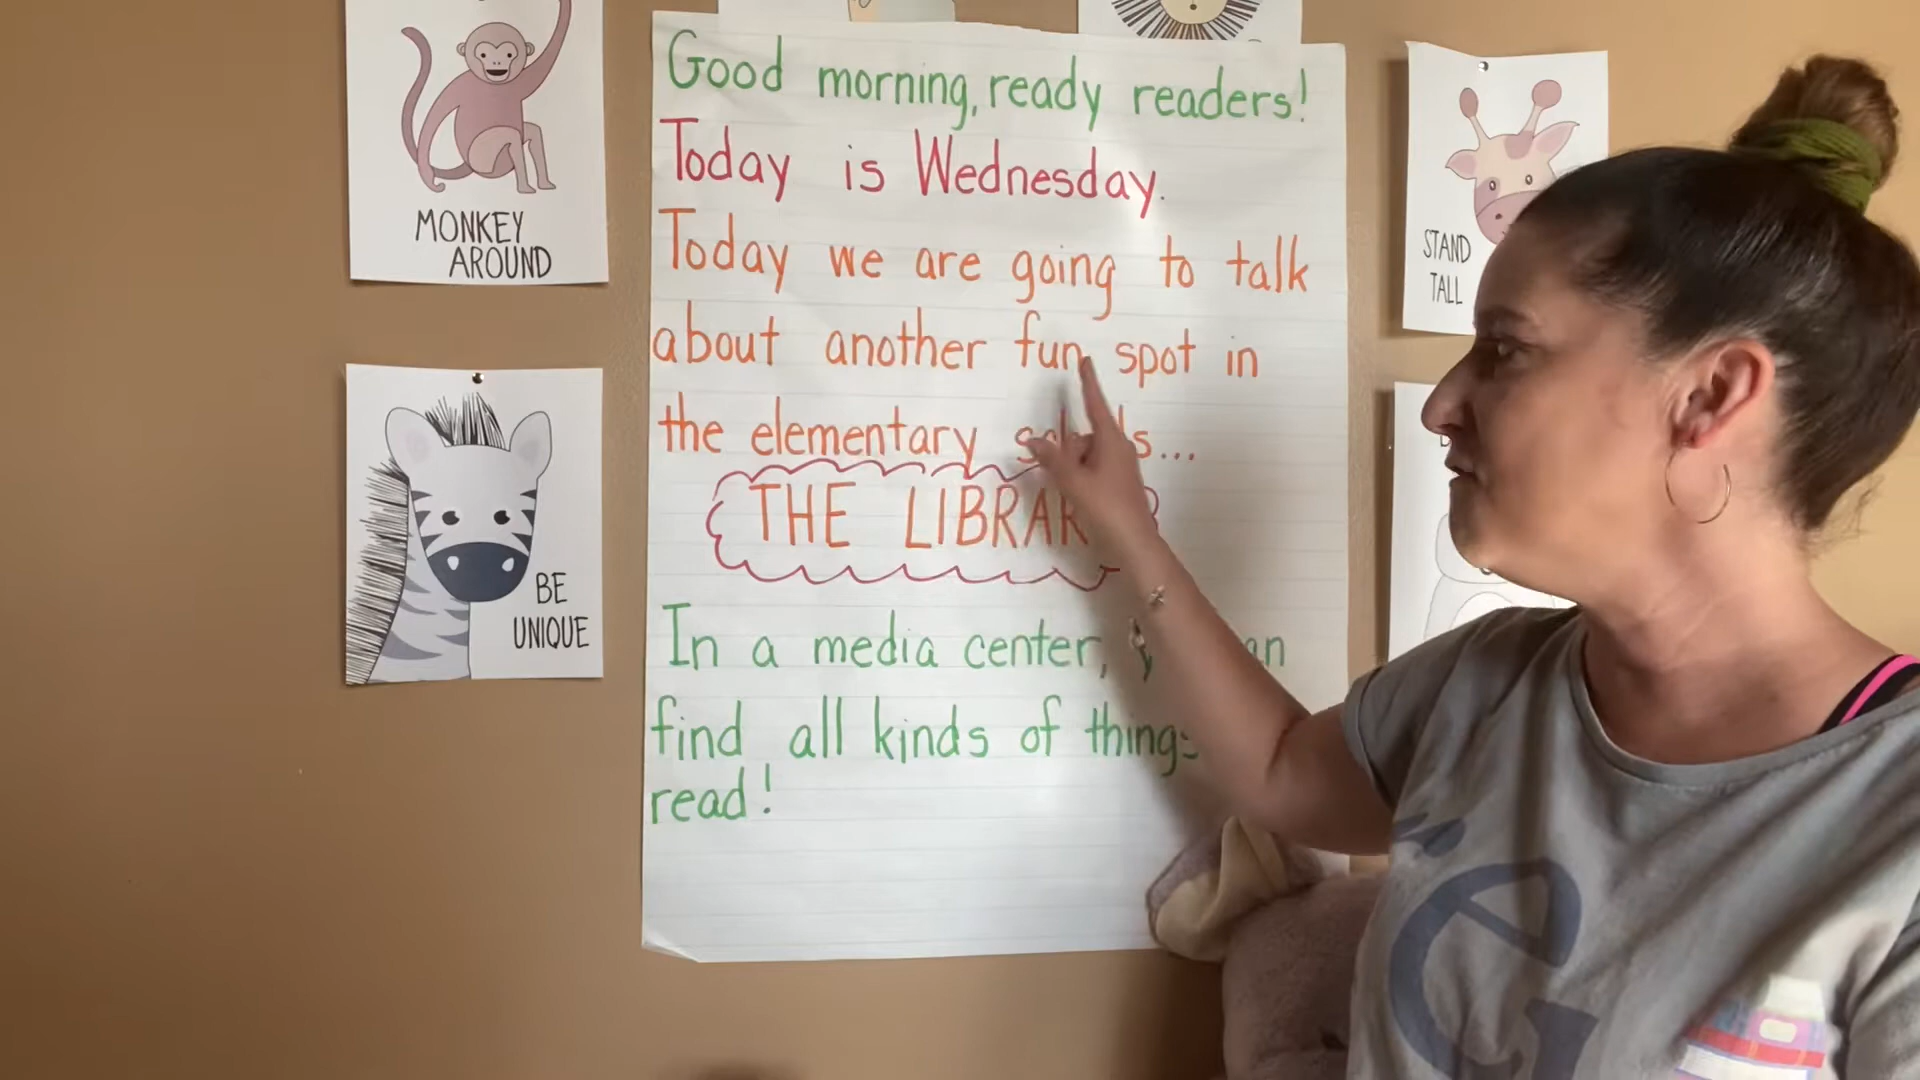 Good morning, ready readers!
Today is Wednesday.
Today we are going to talk
about another fun spot in
the elementary
THE
In a media center,
find all kinds of
read!
MONKEY
AROUND
BE
UNIQUE
STAND
TALL